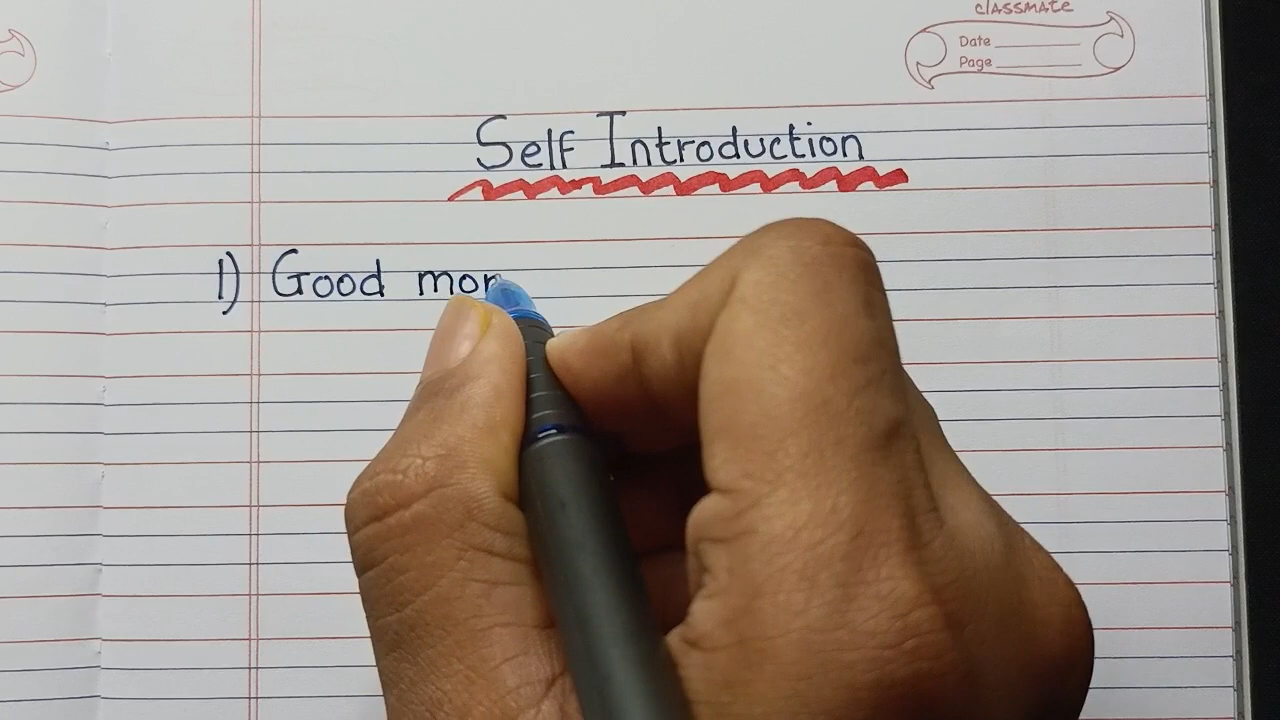 classmate
Date
Page
Self Introduction
1) Good mor